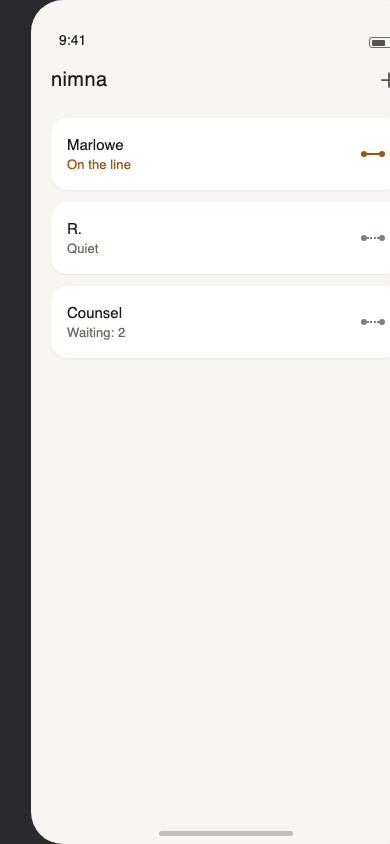 9:41
nimna
Marlowe
On the line
R.
Quiet
Counsel
Waiting: 2